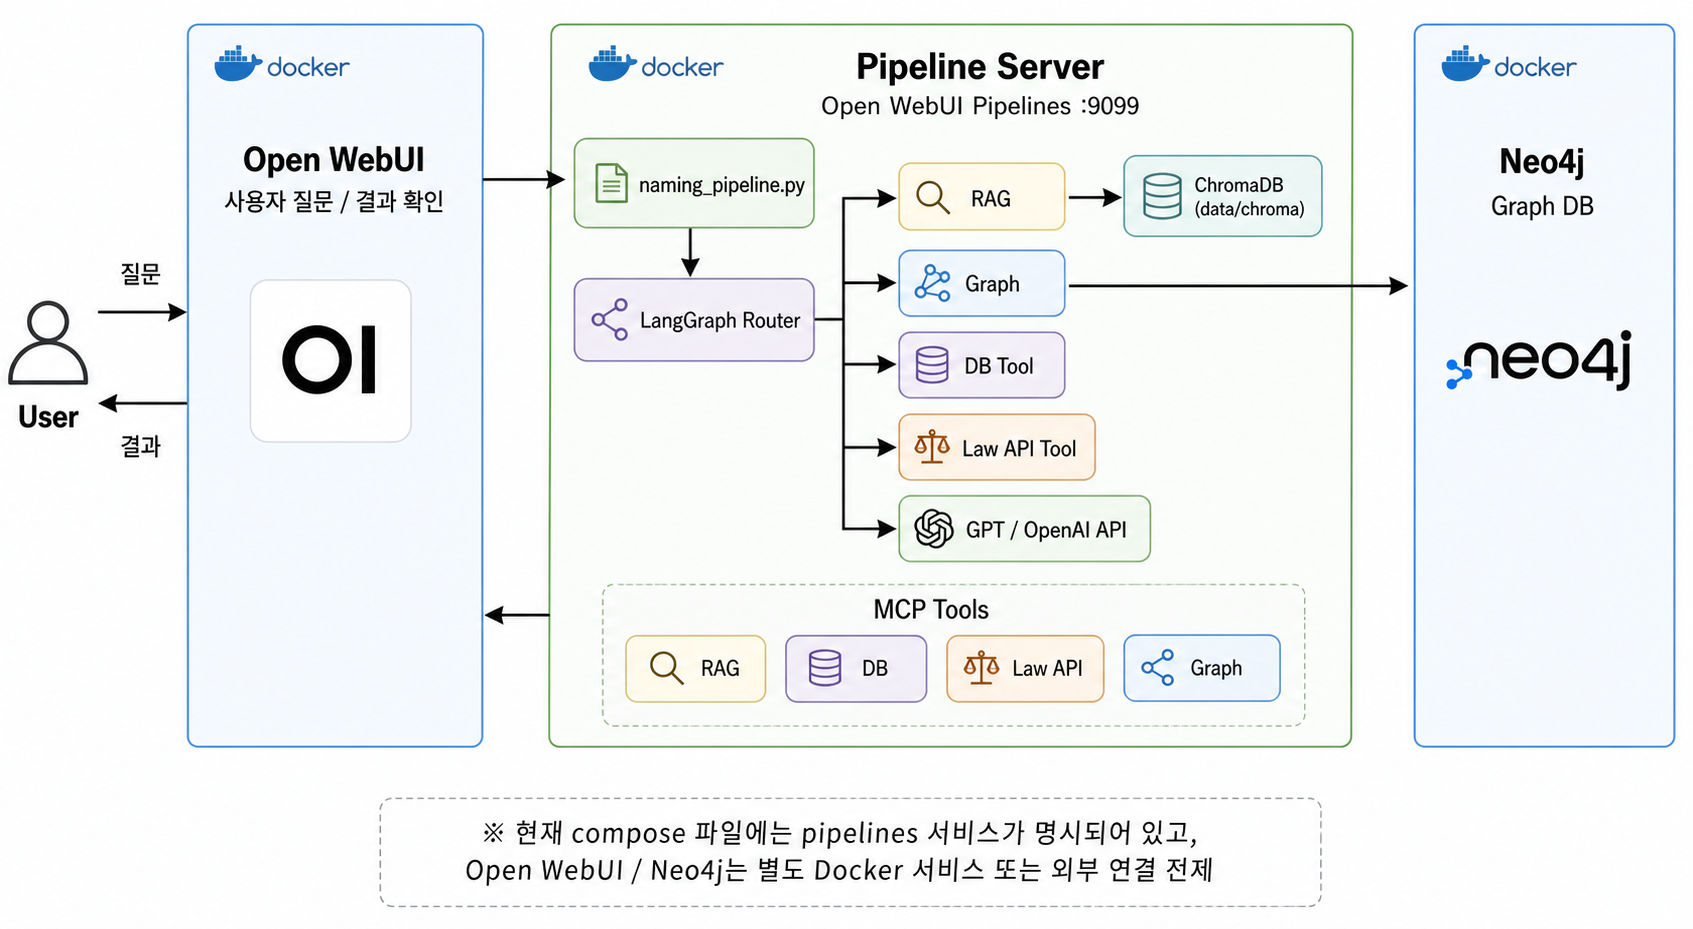 docker
Open WebUI
사용자 질문 / 결과 확인
OI
질문
User
결과
docker
Pipeline Server
Open WebUI Pipelines :9099
naming_pipeline.py
LangGraph Router
RAG
ChromaDB
(data/chroma)
Graph
DB Tool
Law API Tool
GPT / OpenAI API
MCP Tools
RAG
DB
Law API
Graph
docker
Neo4j
Graph DB
neo4j
※ 현재 compose 파일에는 pipelines 서비스가 명시되어 있고,
Open WebUI / Neo4j는 별도 Docker 서비스 또는 외부 연결 전제